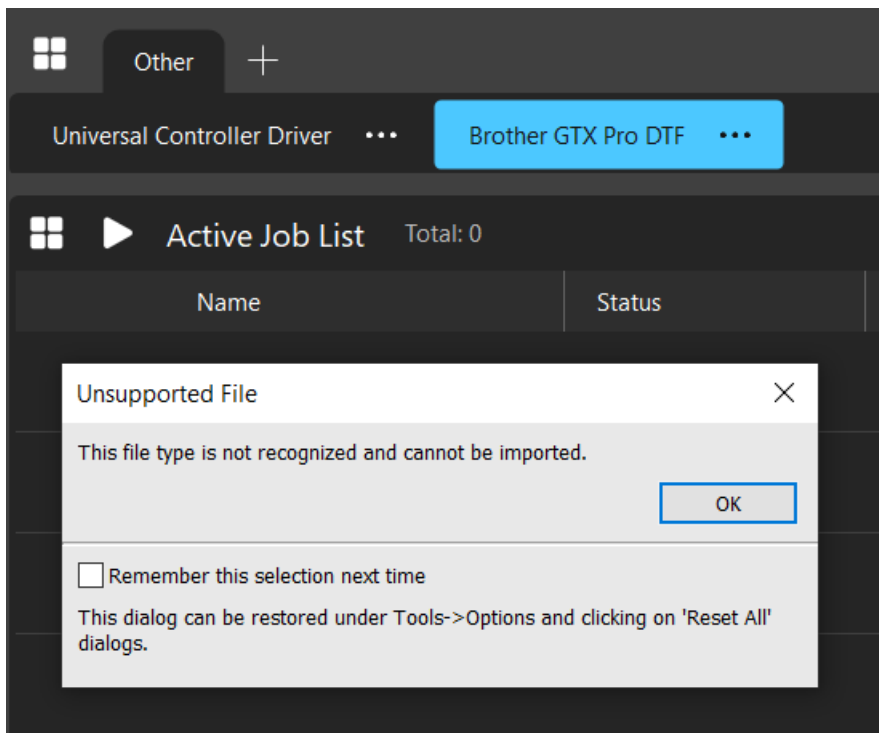 Other
Universal Controller Driver
Brother GTX Pro DTF
Active Job List Total: 0
Name Status
Unsupported File
This file type is not recognized and cannot be imported.
OK
Remember this selection next time
This dialog can be restored under Tools->Options and clicking on 'Reset All'
dialogs.